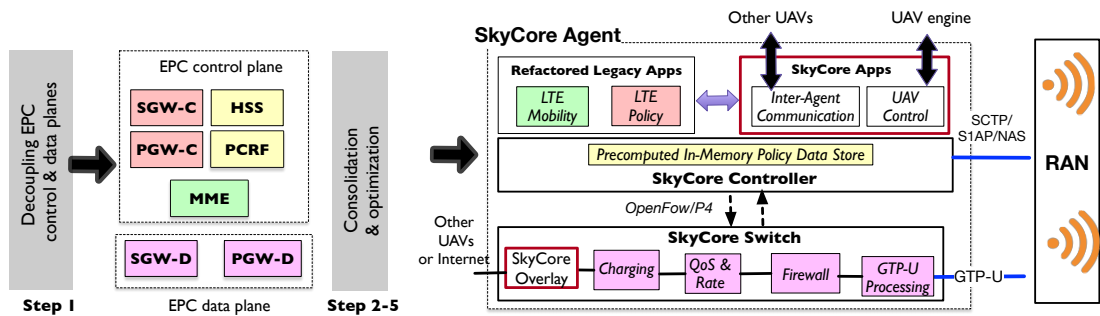 Decoupling EPC
control & data planes
Step 1
EPC control plane
SGW-C
HSS
PGW-C
PCRF
MME
SGW-D
PGW-D
EPC data plane
Consolidation
& optimization
Step 2-5
Other UAVs
UAV engine
SkyCore Agent
Refactored Legacy Apps
LTE
Mobility
LTE
Policy
SkyCore Apps
Inter-Agent
Communication
UAV
Control
Precomputed In-Memory Policy Data Store
SkyCore Controller
OpenFow/P4
Other
UAVs
or Internet
SkyCore Switch
SkyCore
Overlay
Charging
QoS &
Rate
Firewall
GTP-U
Processing
SCTP/
S1AP/NAS
GTP-U
RAN